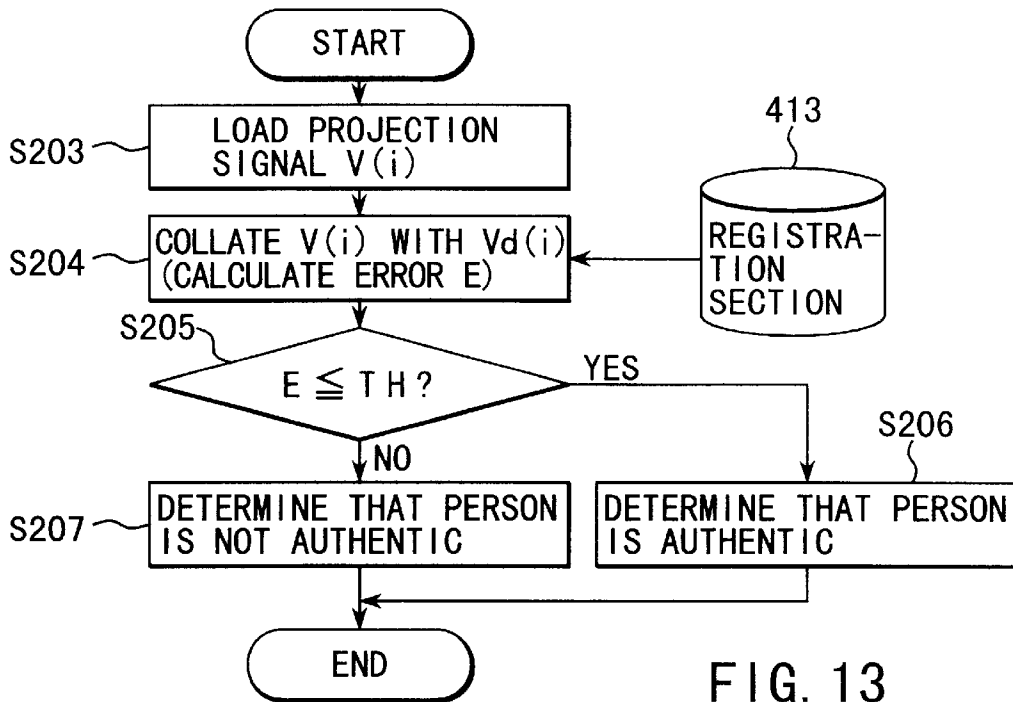 START
S203
LOAD PROJECTION
SIGNAL V(i)
413
S204
COLLATE V(i) WITH Vd(i)
(CALCULATE ERROR E)
REGISTRA-
TION
SECTION
S205
E ≦ TH?
YES
NO
S206
S207
DETERMINE THAT PERSON
IS NOT AUTHENTIC
DETERMINE THAT PERSON
IS AUTHENTIC
END
FIG. 13